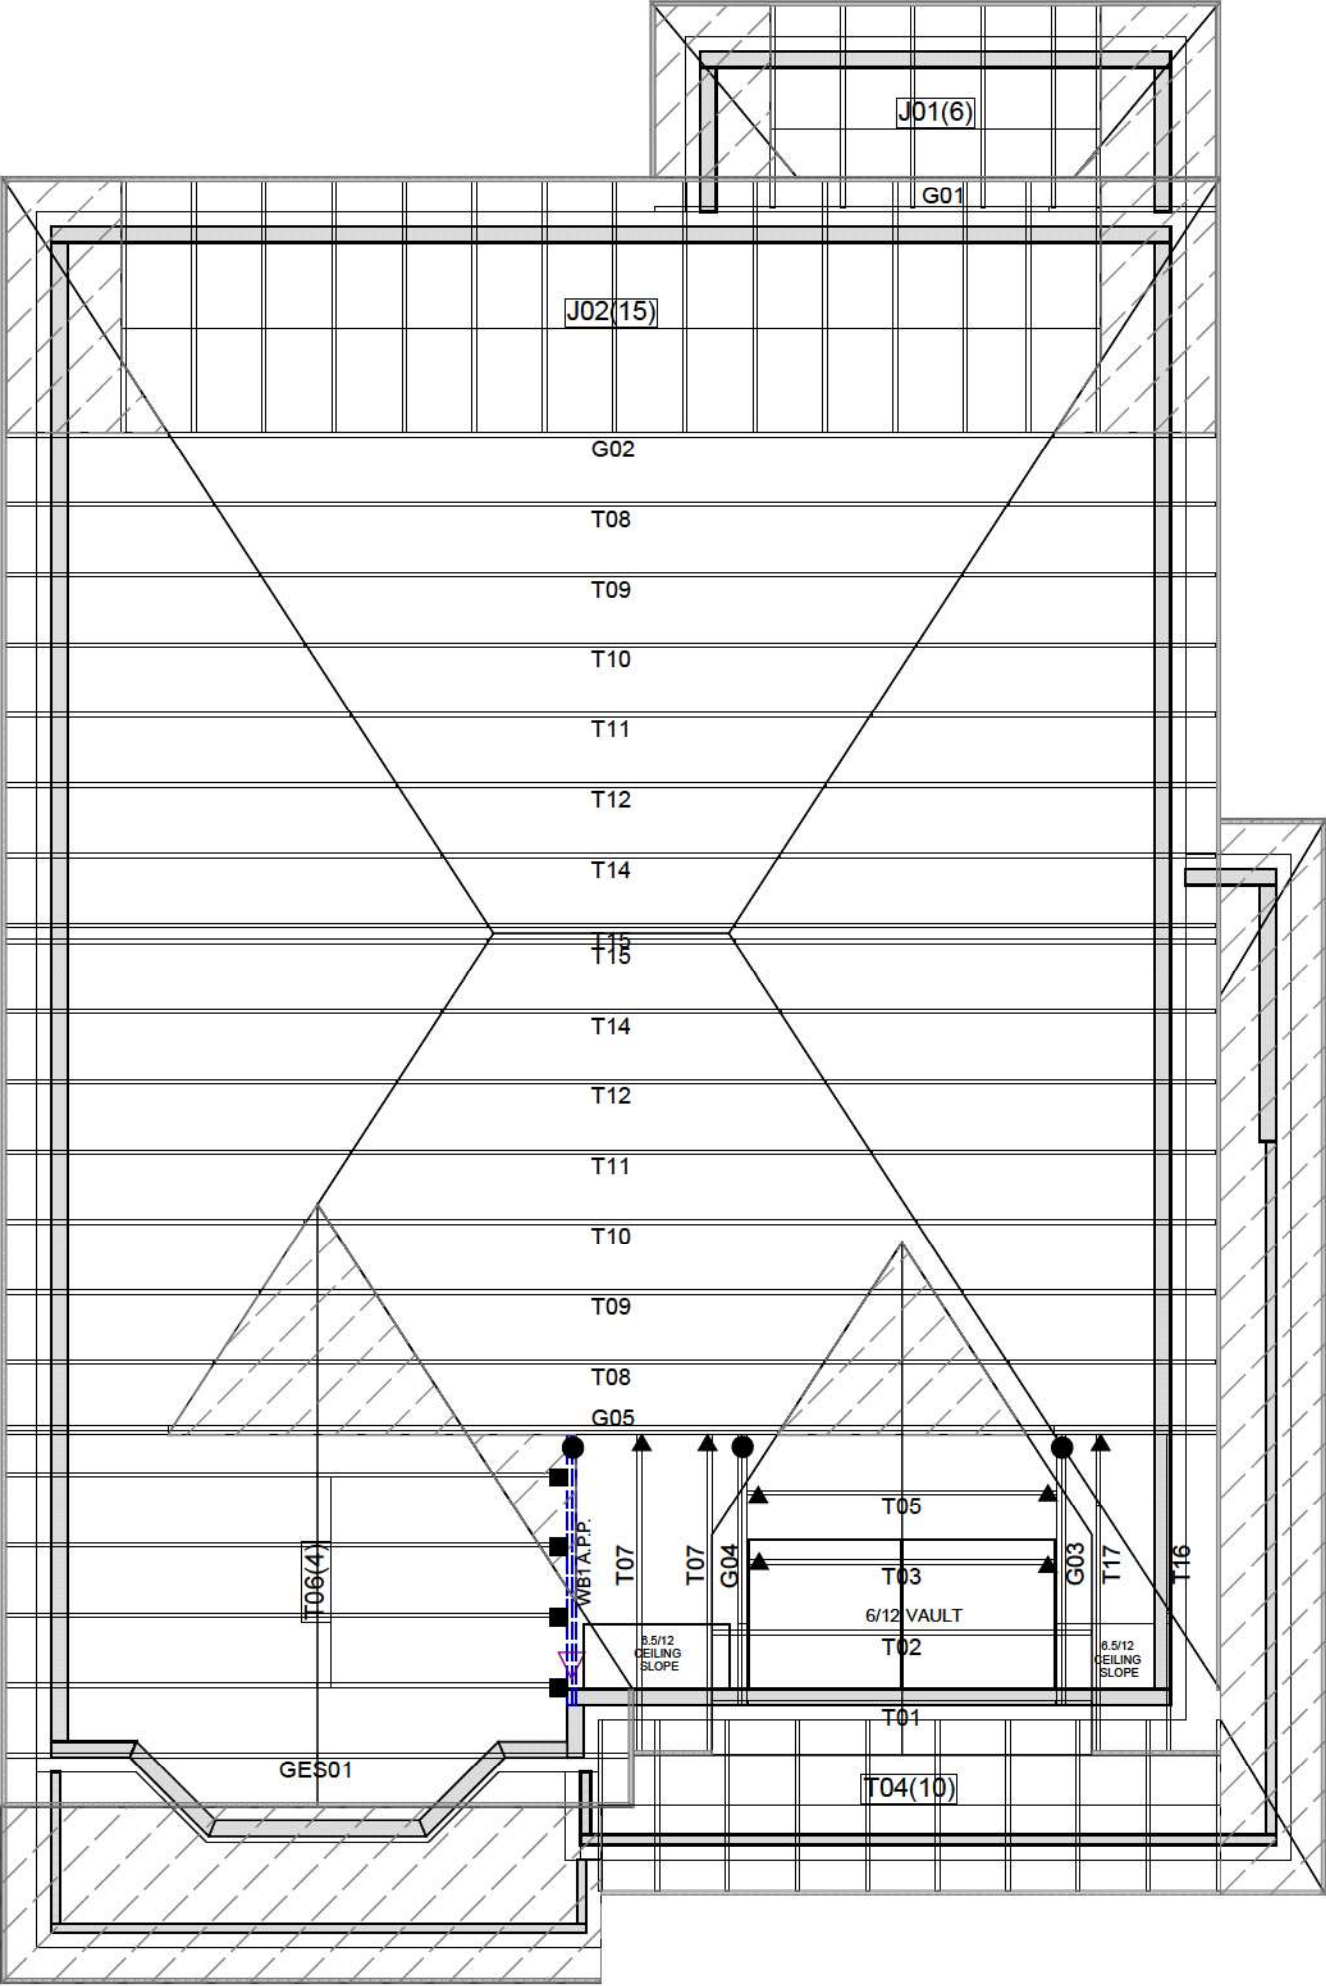 J01(6)
G01
J02(15)
G02
T08
T09
T10
T11
T12
T14
T15
T15
T14
T12
T11
T10
T09
T08
G05
T05
T06(4)
WB1 A.P.P.
T07
T07
G04
T03
G03
T17
T16
6/12 VAULT
6.5/12
CEILING
SLOPE
T02
6.5/12
CEILING
SLOPE
T01
GES01
T04(10)